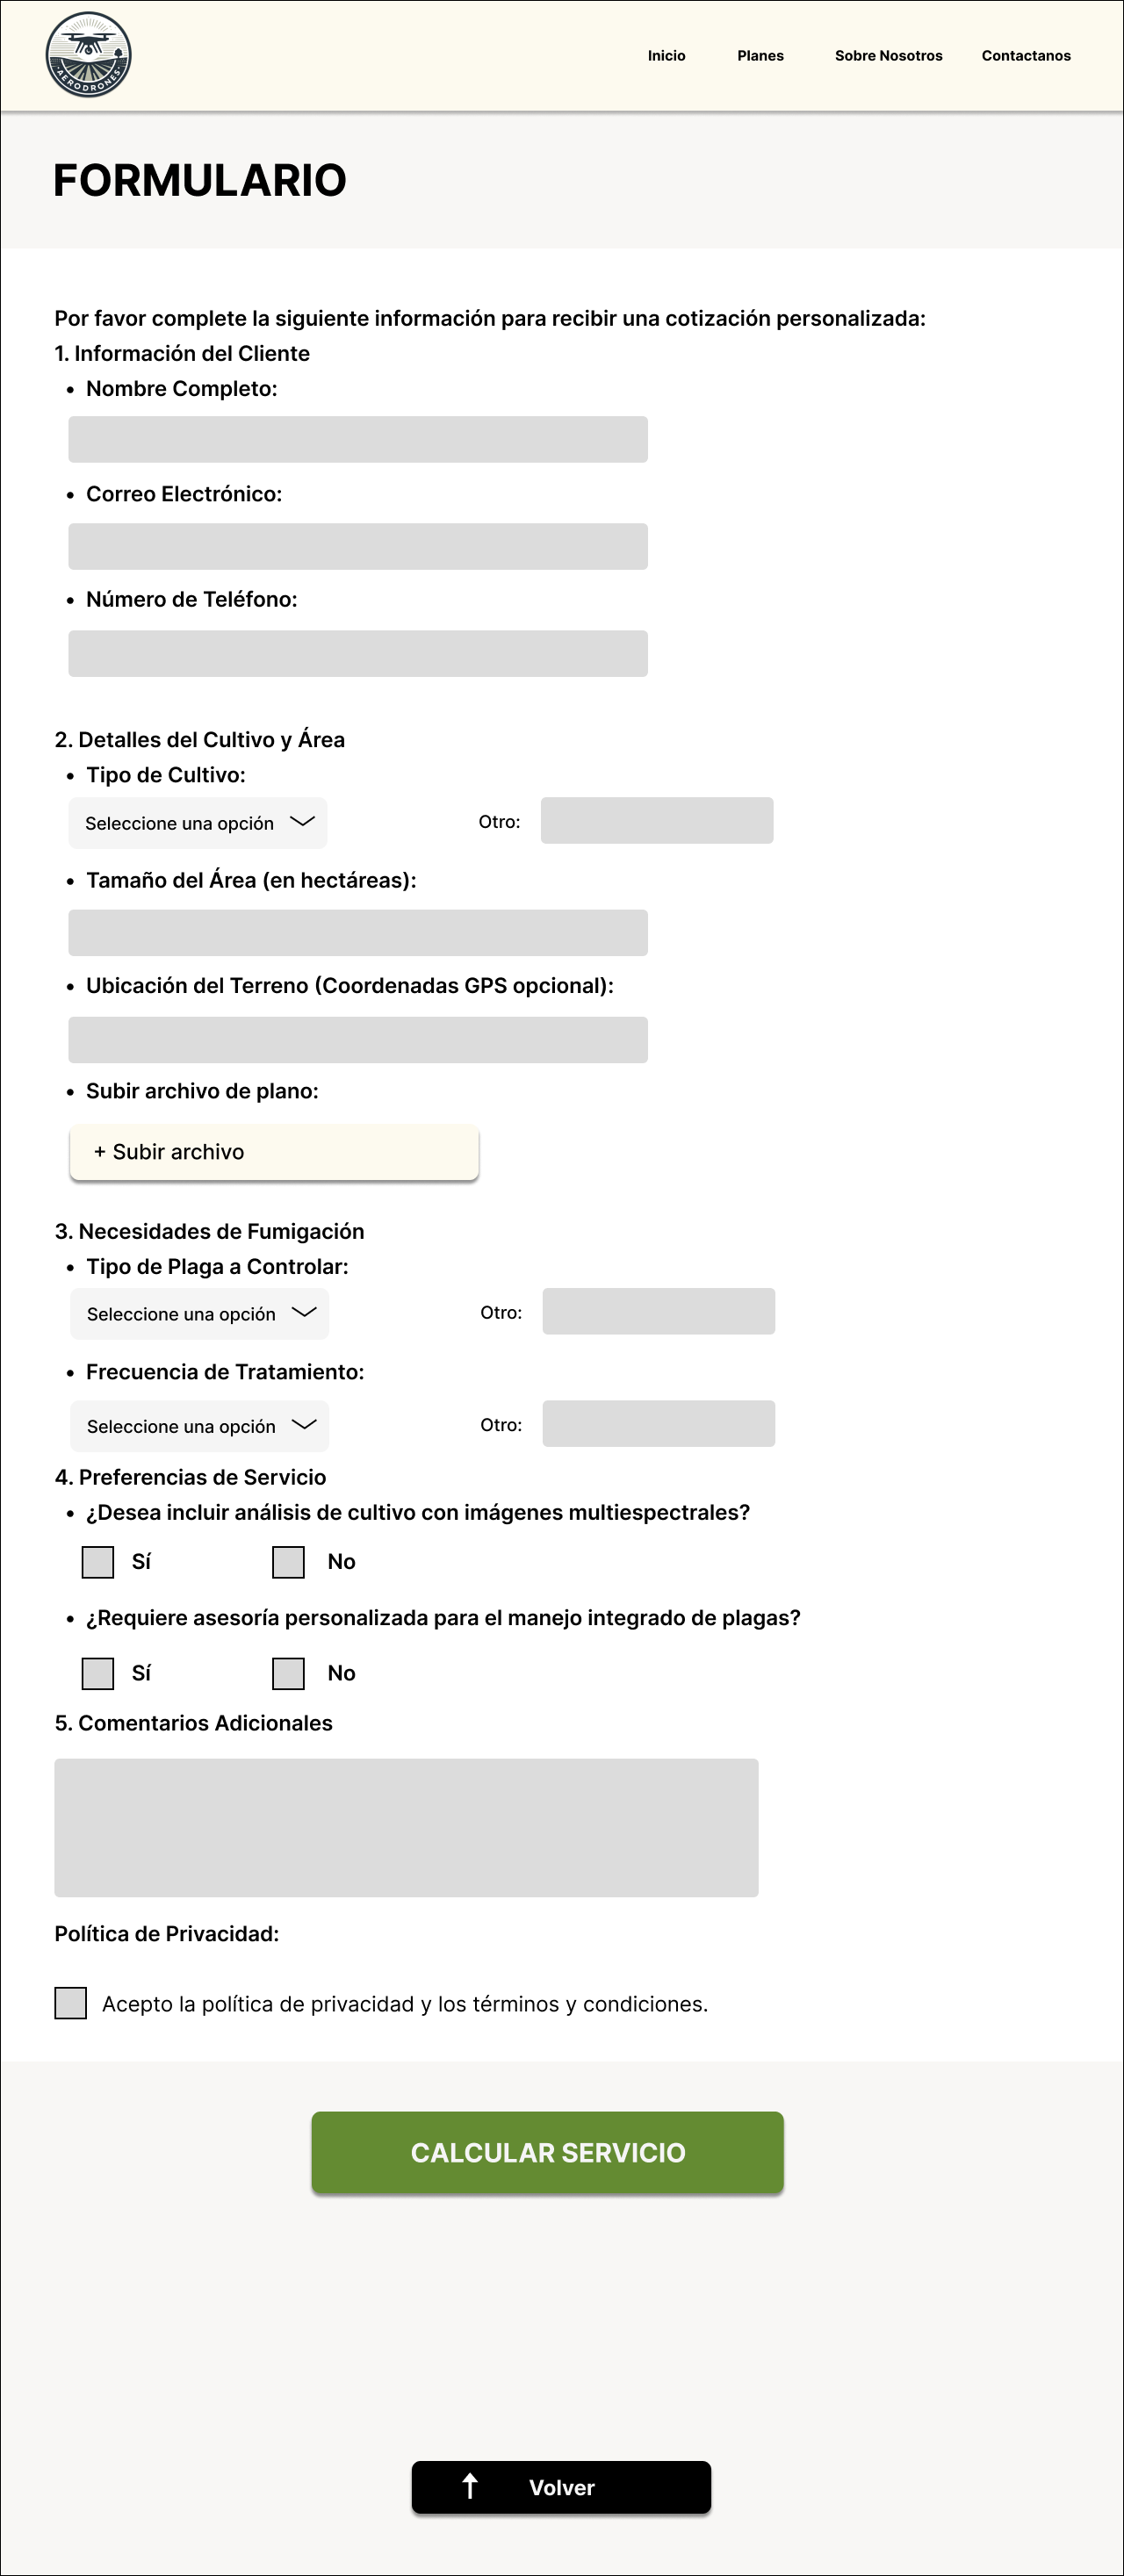 AERODRONES
Inicio Planes Sobre Nosotros Contactanos
FORMULARIO
Por favor complete la siguiente información para recibir una cotización personalizada:
1. Información del Cliente
• Nombre Completo:
• Correo Electrónico:
• Número de Teléfono:
2. Detalles del Cultivo y Área
• Tipo de Cultivo:
Seleccione una opción Otro:
• Tamaño del Área (en hectáreas):
• Ubicación del Terreno (Coordenadas GPS opcional):
• Subir archivo de plano:
+ Subir archivo
3. Necesidades de Fumigación
• Tipo de Plaga a Controlar:
Seleccione una opción Otro:
• Frecuencia de Tratamiento:
Seleccione una opción Otro:
4. Preferencias de Servicio
• ¿Desea incluir análisis de cultivo con imágenes multiespectrales?
Sí No
• ¿Requiere asesoría personalizada para el manejo integrado de plagas?
Sí No
5. Comentarios Adicionales
Política de Privacidad:
Acepto la política de privacidad y los términos y condiciones.
CALCULAR SERVICIO
Volver